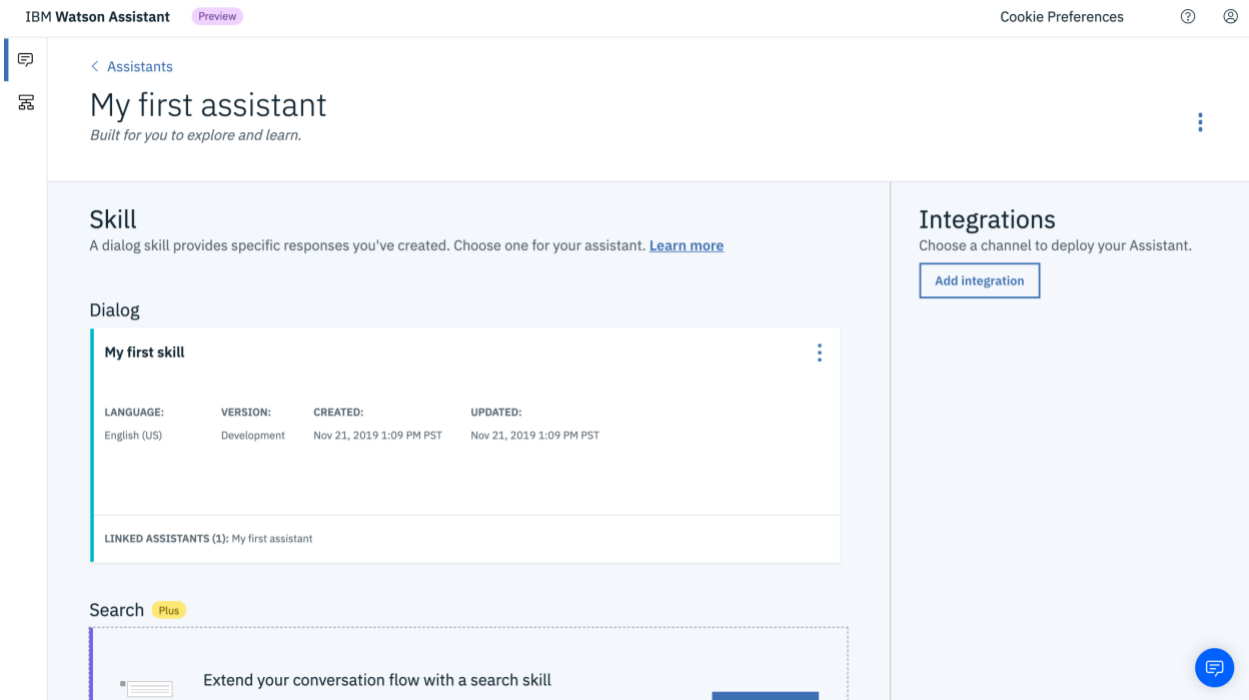 IBM Watson Assistant Preview Cookie Preferences
Assistants
My first assistant
Built for you to explore and learn.
Skill
A dialog skill provides specific responses you've created. Choose one for your assistant. Learn more
Dialog
My first skill
LANGUAGE: VERSION: CREATED: UPDATED:
English (US) Development Nov 21, 2019 1:09 PM PST Nov 21, 2019 1:09 PM PST
LINKED ASSISTANTS (1): My first assistant
Search Plus
Extend your conversation flow with a search skill
Integrations
Choose a channel to deploy your Assistant.
Add integration